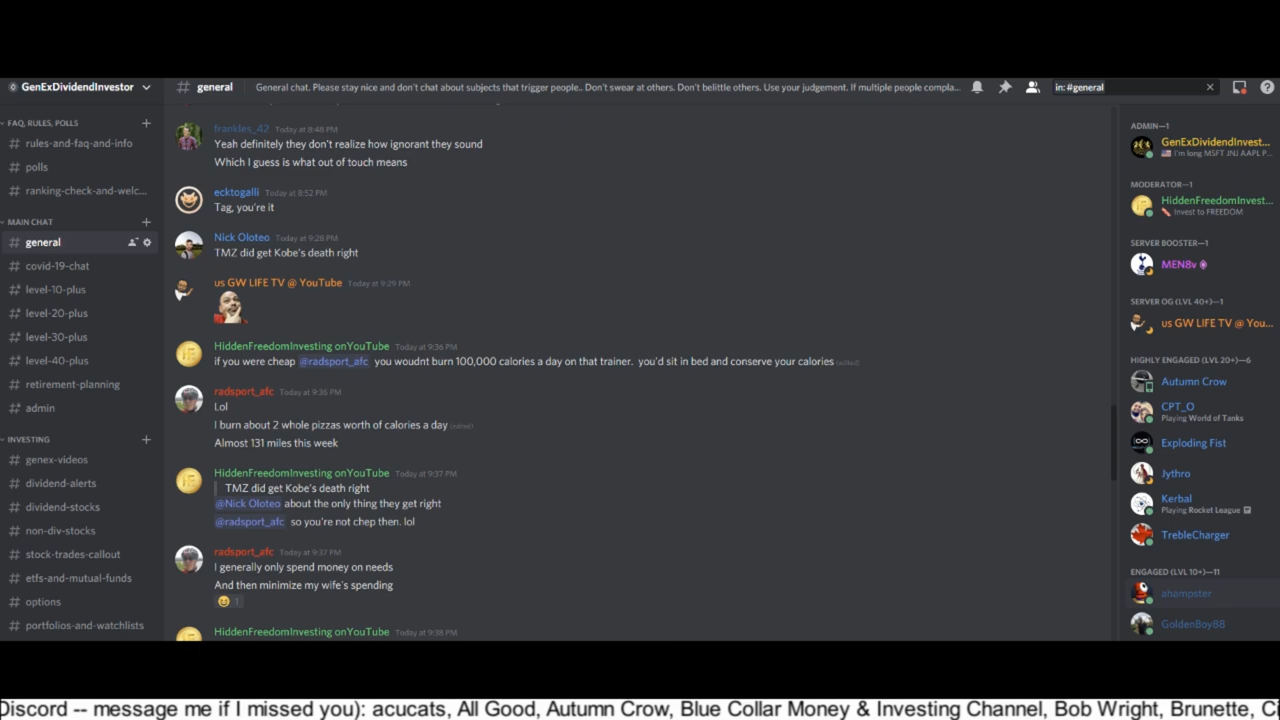 GenExDividendInvestor
# general
General chat. Please stay nice and don't chat about subjects that trigger people.. Don't swear at others. Don't belittle others. Use your judgement. If multiple people compla...
in: #general
FAQ, RULES, POLLS
# rules-and-faq-and-info
# polls
# ranking-check-and-welc...
MAIN CHAT
# general
# covid-19-chat
# level-10-plus
# level-20-plus
# level-30-plus
# level-40-plus
# retirement-planning
# admin
INVESTING
# genex-videos
# dividend-alerts
# dividend-stocks
# non-div-stocks
# stock-trades-callout
# etfs-and-mutual-funds
# options
# portfolios-and-watchlists
frankles_42 Today at 8:48 PM
Yeah definitely they don't realize how ignorant they sound
Which I guess is what out of touch means
ecktogalli Today at 8:52 PM
Tag, you're it
Nick Oloteo Today at 9:28 PM
TMZ did get Kobe's death right
us GW LIFE TV @ YouTube Today at 9:29 PM
HiddenFreedomInvesting onYouTube Today at 9:36 PM
if you were cheap @radsport_afc you woudnt burn 100,000 calories a day on that trainer. you'd sit in bed and conserve your calories (edited)
radsport_afc Today at 9:36 PM
Lol
I burn about 2 whole pizzas worth of calories a day (edited)
Almost 131 miles this week
HiddenFreedomInvesting onYouTube Today at 9:37 PM
TMZ did get Kobe's death right
@Nick Oloteo about the only thing they get right
@radsport_afc so you're not chep then. lol
radsport_afc Today at 9:37 PM
I generally only spend money on needs
And then minimize my wife's spending
1
HiddenFreedomInvesting onYouTube Today at 9:38 PM
ADMIN—1
GenExDividendInvest...
I'm long MSFT JNJ AAPL P...
MODERATOR—1
HiddenFreedomInvest...
Invest to FREEDOM
SERVER BOOSTER—1
MEN8v
SERVER OG (LVL 40+)—1
us GW LIFE TV @ You...
HIGHLY ENGAGED (LVL 20+)—6
Autumn Crow
CPT_O
Playing World of Tanks
Exploding Fist
Jythro
Kerbal
Playing Rocket League
TrebleCharger
ENGAGED (LVL 10+)—11
ahampster
GoldenBoy88
Discord -- message me if I missed you): acucats, All Good, Autumn Crow, Blue Collar Money & Investing Channel, Bob Wright, Brunette, C